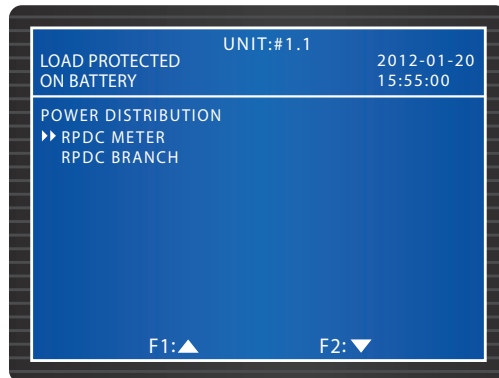 UNIT:#1.1
LOAD PROTECTED
ON BATTERY
2012-01-20
15:55:00
POWER DISTRIBUTION
RPDC METER
RPDC BRANCH
F1: F2: